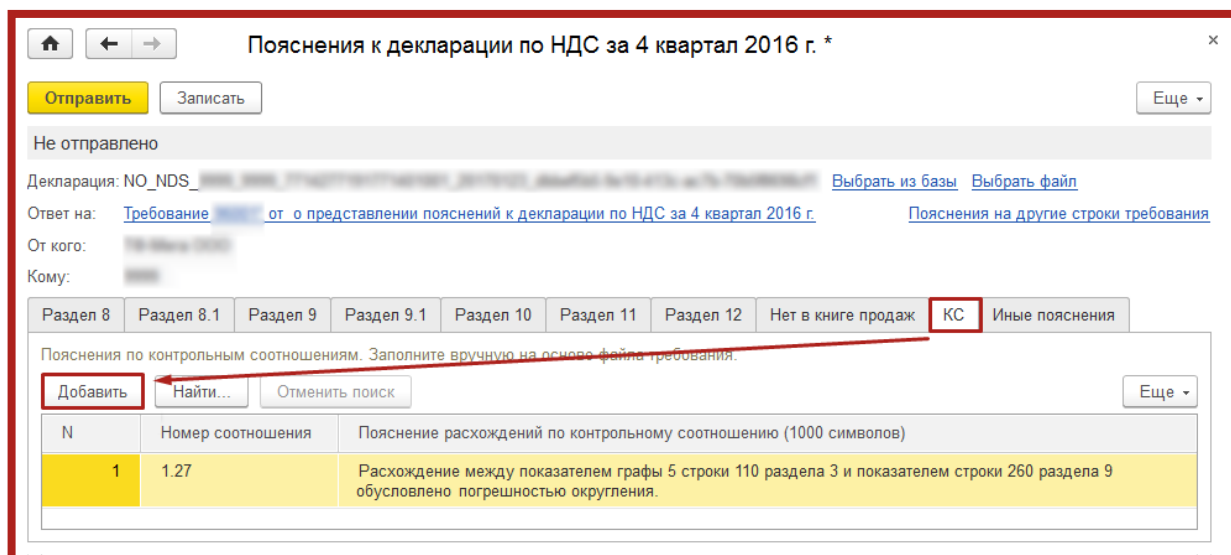 Пояснения к декларации по НДС за 4 квартал 2016 г. *
Отправить Записать Еще
Не отправлено
Декларация: NO_NDS_ Выбрать из базы Выбрать файл
Ответ на: Требование от о представлении пояснений к декларации по НДС за 4 квартал 2016 г. Пояснения на другие строки требования
От кого:
Кому:
Раздел 8 Раздел 8.1 Раздел 9 Раздел 9.1 Раздел 10 Раздел 11 Раздел 12 Нет в книге продаж КС Иные пояснения
Пояснения по контрольным соотношениям. Заполните вручную на основе файла требования.
Добавить Найти... Отменить поиск Еще
N Номер соотношения Пояснение расхождений по контрольному соотношению (1000 символов)
1 1.27 Расхождение между показателем графы 5 строки 110 раздела 3 и показателем строки 260 раздела 9
обусловлено погрешностью округления.